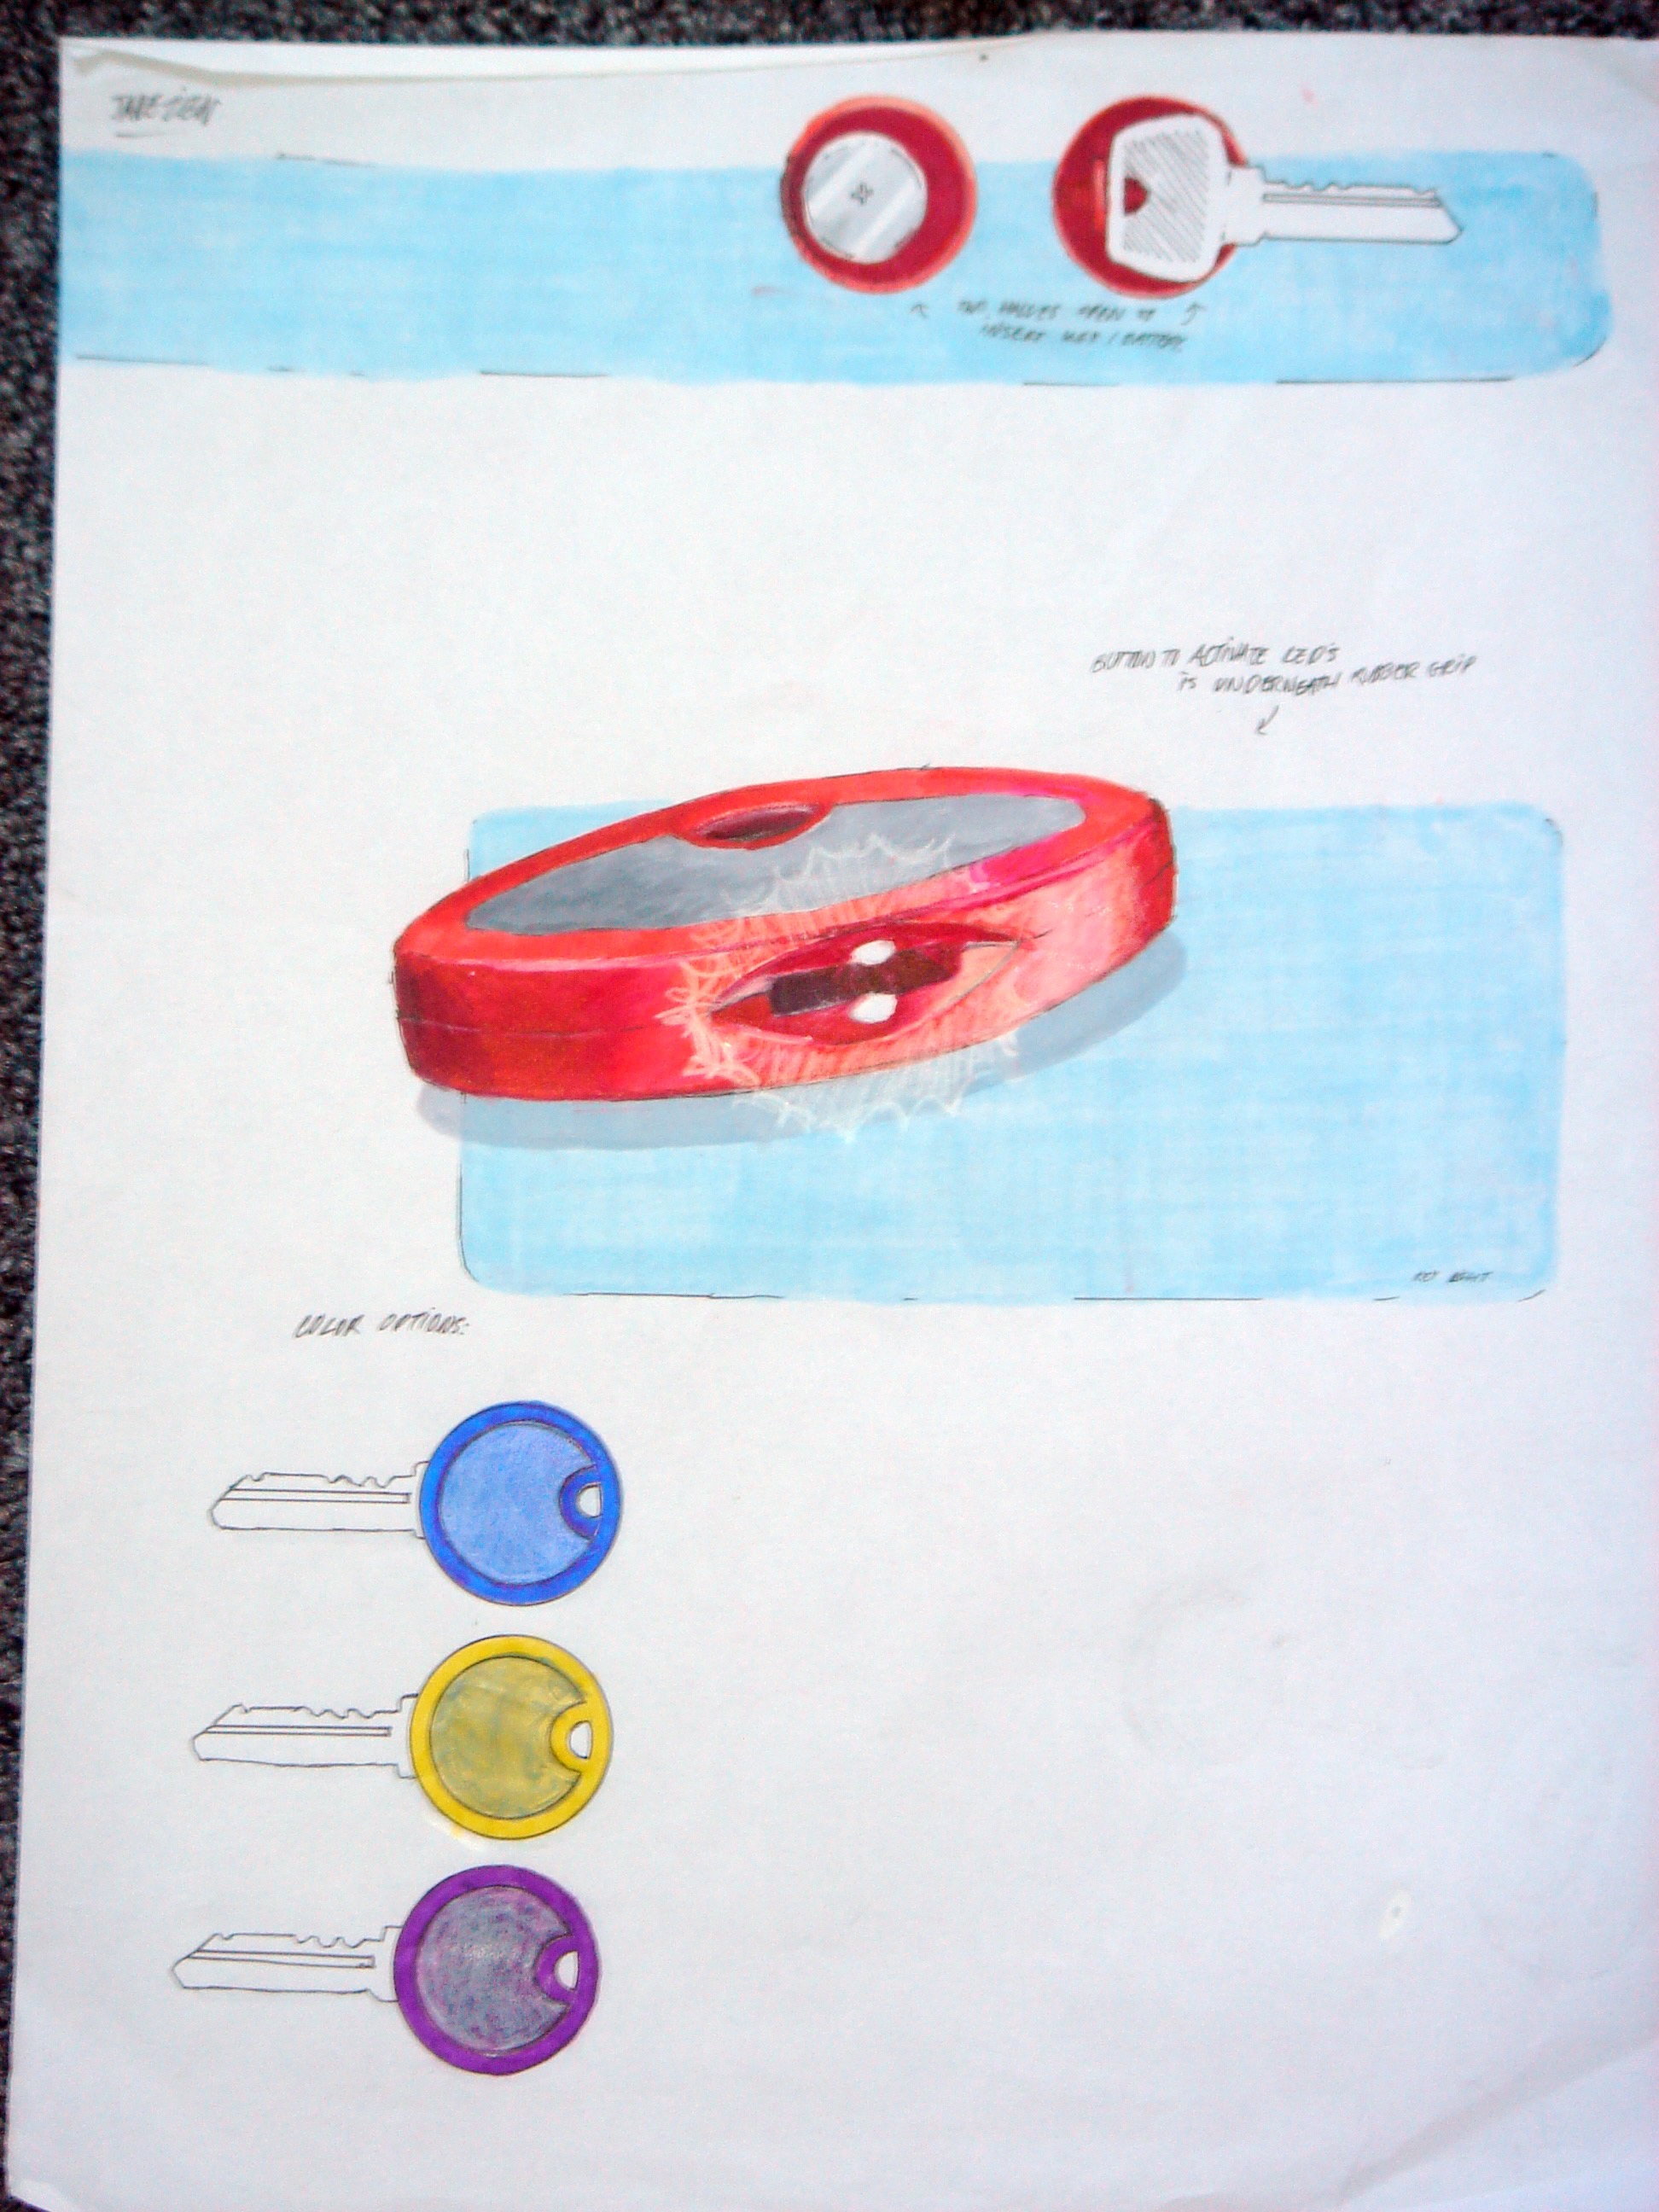 JAKE ZIEN
↖ TWO HALVES OPEN TO ↗
INSERT KEY / BATTERY.
BUTTON TO ACTIVATE LED'S
IS UNDERNEATH RUBBER GRIP
KEY LIGHT
COLOR OPTIONS: